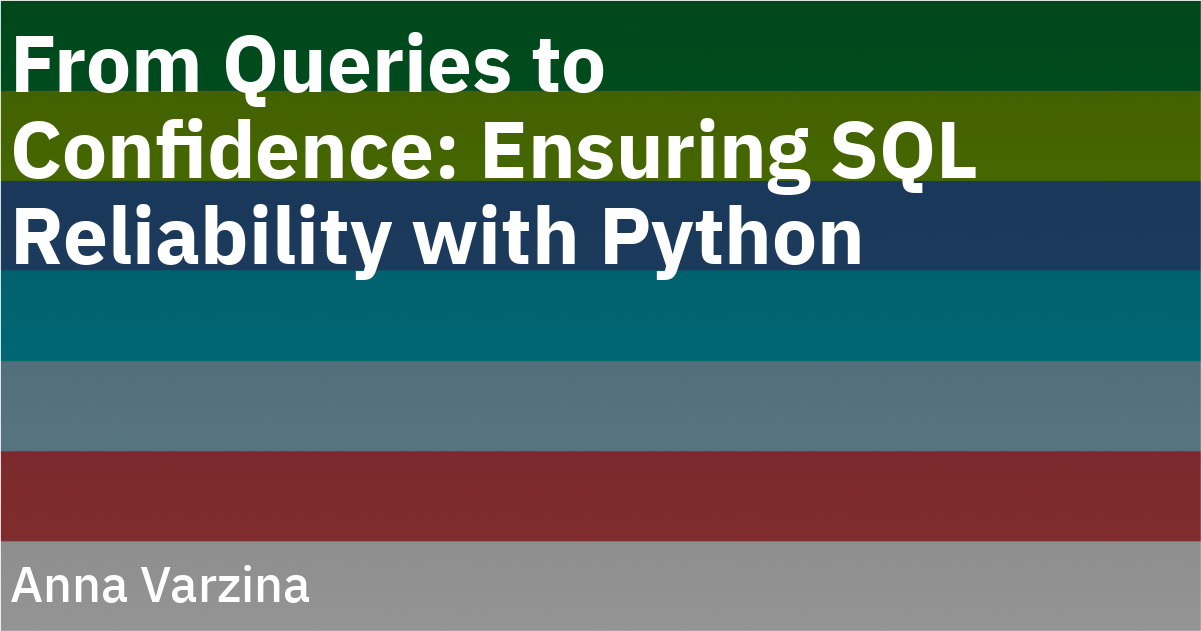 From Queries to
Confidence: Ensuring SQL
Reliability with Python
Anna Varzina